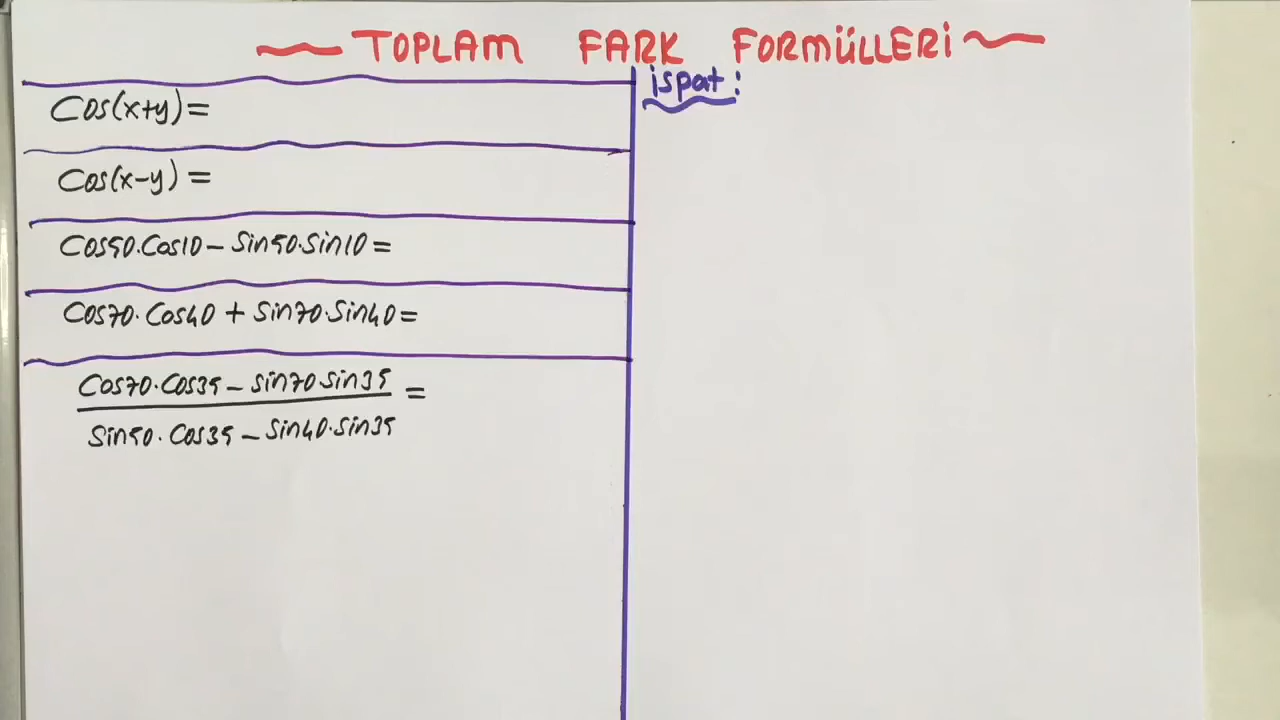 TOPLAM FARK FORMÜLLERİ
Cos(x+y)=
Cos(x-y)=
Cos50.Cos10 - Sin50.Sin10=
Cos70.Cos40 + Sin70.Sin40=
Cos70.Cos35 - Sin70.Sin35 =
Sin50.Cos35 - Sin40.Sin35
ispat: